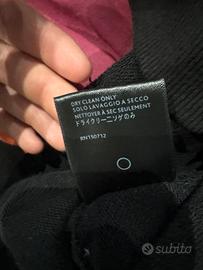 DRY CLEAN ONLY
SOLO LAVAGGIO A SECCO
NETTOYER A SEC SEULEMENT
ドライクリーニングのみ
RN150712
subito